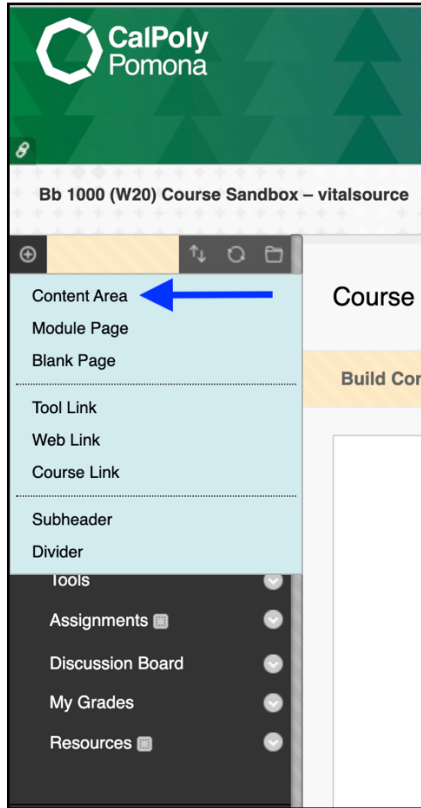 CalPoly
Pomona
Bb 1000 (W20) Course Sandbox – vitalsource
Content Area
Course
Module Page
Blank Page
Build Con
Tool Link
Web Link
Course Link
Subheader
Divider
Tools
Assignments
Discussion Board
My Grades
Resources